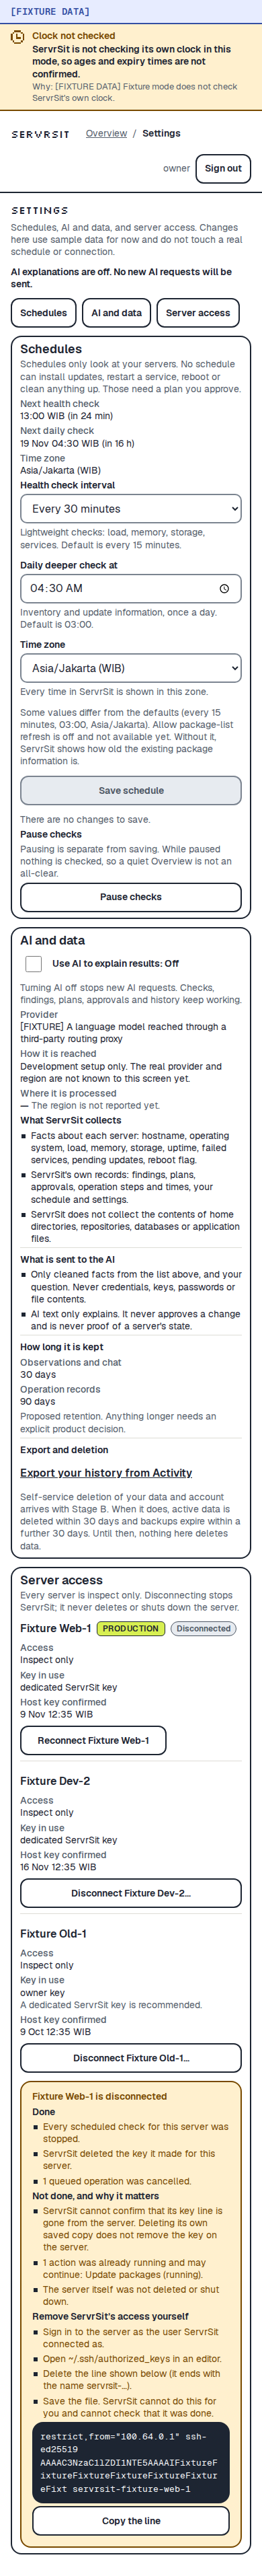 [FIXTURE DATA]
Clock not checked
ServrSit is not checking its own clock in this
mode, so ages and expiry times are not
confirmed.
Why: [FIXTURE DATA] Fixture mode does not check
ServrSit's own clock.
SERVRSIT
Overview / Settings
owner
Sign out
SETTINGS
Schedules, AI and data, and server access. Changes
here use sample data for now and do not touch a real
schedule or connection.
AI explanations are off. No new AI requests will be
sent.
Schedules
AI and data
Server access
Schedules
Schedules only look at your servers. No schedule
can install updates, restart a service, reboot or
clean anything up. Those need a plan you approve.
Next health check
13:00 WIB (in 24 min)
Next daily check
19 Nov 04:30 WIB (in 16 h)
Time zone
Asia/Jakarta (WIB)
Health check interval
Every 30 minutes
Lightweight checks: load, memory, storage,
services. Default is every 15 minutes.
Daily deeper check at
04:30 AM
Inventory and update information, once a day.
Default is 03:00.
Time zone
Asia/Jakarta (WIB)
Every time in ServrSit is shown in this zone.
Some values differ from the defaults (every 15
minutes, 03:00, Asia/Jakarta). Allow package-list
refresh is off and not available yet. Without it,
ServrSit shows how old the existing package
information is.
Save schedule
There are no changes to save.
Pause checks
Pausing is separate from saving. While paused
nothing is checked, so a quiet Overview is not an
all-clear.
Pause checks
AI and data
Use AI to explain results: Off
Turning AI off stops new AI requests. Checks,
findings, plans, approvals and history keep working.
Provider
[FIXTURE] A language model reached through a
third-party routing proxy
How it is reached
Development setup only. The real provider and
region are not known to this screen yet.
Where it is processed
— The region is not reported yet.
What ServrSit collects
Facts about each server: hostname, operating
system, load, memory, storage, uptime, failed
services, pending updates, reboot flag.
ServrSit's own records: findings, plans,
approvals, operation steps and times, your
schedule and settings.
ServrSit does not collect the contents of home
directories, repositories, databases or application
files.
What is sent to the AI
Only cleaned facts from the list above, and your
question. Never credentials, keys, passwords or
file contents.
AI text only explains. It never approves a change
and is never proof of a server's state.
How long it is kept
Observations and chat
30 days
Operation records
90 days
Proposed retention. Anything longer needs an
explicit product decision.
Export and deletion
Export your history from Activity
Self-service deletion of your data and account
arrives with Stage B. When it does, active data is
deleted within 30 days and backups expire within a
further 30 days. Until then, nothing here deletes
data.
Server access
Every server is inspect only. Disconnecting stops
ServrSit; it never deletes or shuts down the server.
Fixture Web-1 PRODUCTION Disconnected
Access
Inspect only
Key in use
dedicated ServrSit key
Host key confirmed
9 Nov 12:35 WIB
Reconnect Fixture Web-1
Fixture Dev-2
Access
Inspect only
Key in use
dedicated ServrSit key
Host key confirmed
16 Nov 12:35 WIB
Disconnect Fixture Dev-2...
Fixture Old-1
Access
Inspect only
Key in use
owner key
A dedicated ServrSit key is recommended.
Host key confirmed
9 Oct 12:35 WIB
Disconnect Fixture Old-1...
Fixture Web-1 is disconnected
Done
Every scheduled check for this server was
stopped.
ServrSit deleted the key it made for this
server.
1 queued operation was cancelled.
Not done, and why it matters
ServrSit cannot confirm that its key line is
gone from the server. Deleting its own
saved copy does not remove the key on
the server.
1 action was already running and may
continue: Update packages (running).
The server itself was not deleted or shut
down.
Remove ServrSit's access yourself
Sign in to the server as the user ServrSit
connected as.
Open ~/.ssh/authorized_keys in an editor.
Delete the line shown below (it ends with
the name servrsit-...).
Save the file. ServrSit cannot do this for
you and cannot check that it was done.
restrict,from="100.64.0.1" ssh-
ed25519
AAAAC3NzaC1lZDI1NTE5AAAAIFixtureF
ixtureFixtureFixtureFixtureFixtur
eFixt servrsit-fixture-web-1
Copy the line